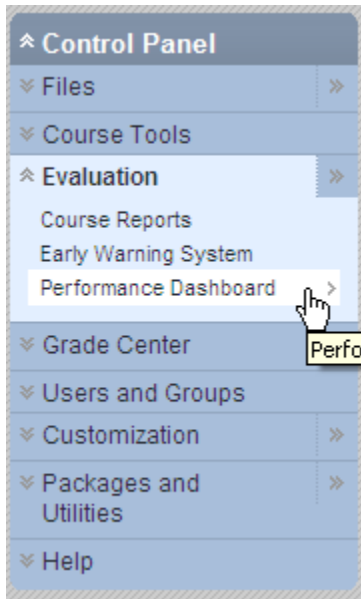 Control Panel
Files
Course Tools
Evaluation
Course Reports
Early Warning System
Performance Dashboard
Grade Center
Perfo
Users and Groups
Customization
Packages and
Utilities
Help